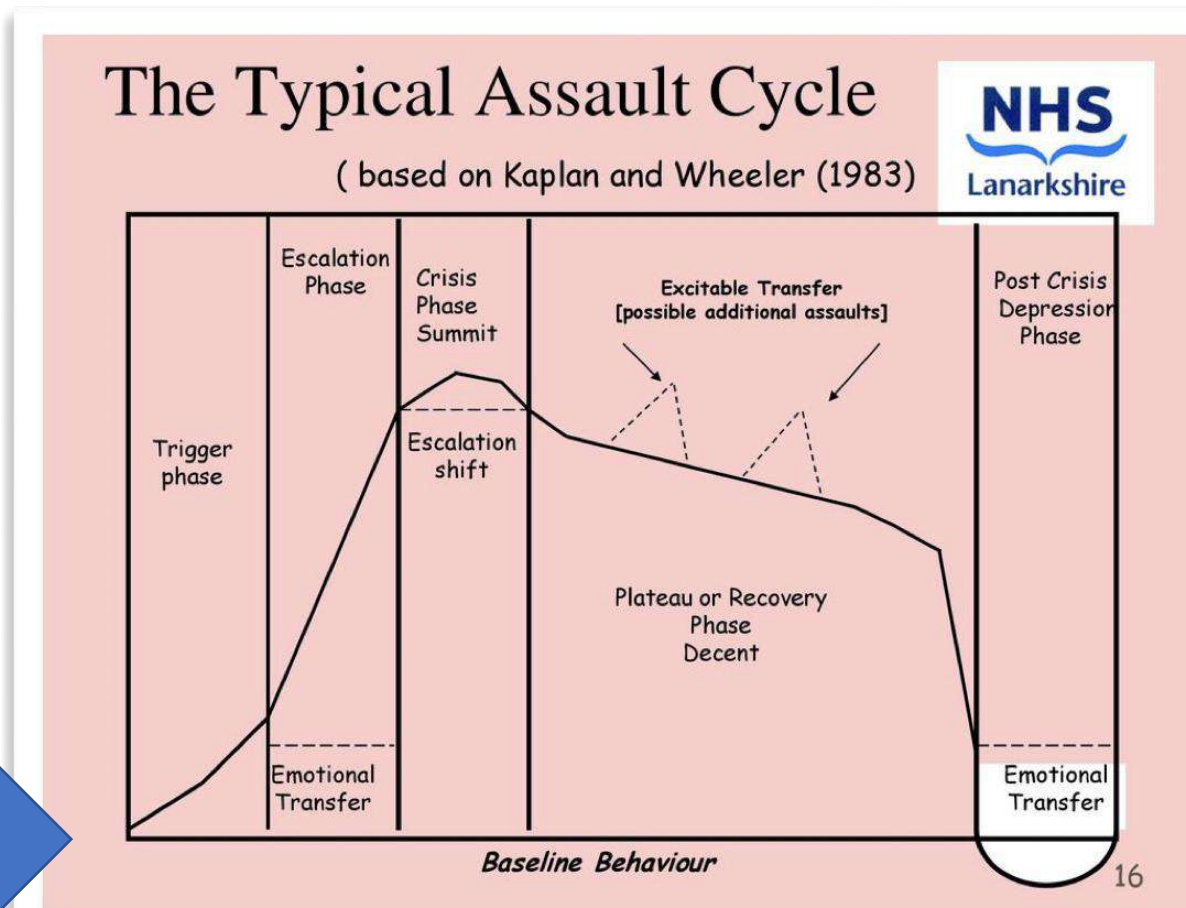 The Typical Assault Cycle
( based on Kaplan and Wheeler (1983)
NHS
Lanarkshire
Trigger
phase
Escalation
Phase
Emotional
Transfer
Crisis
Phase
Summit
Escalation
shift
Excitable Transfer
[possible additional assaults]
Plateau or Recovery
Phase
Decent
Post Crisis
Depression
Phase
Emotional
Transfer
Baseline Behaviour
16